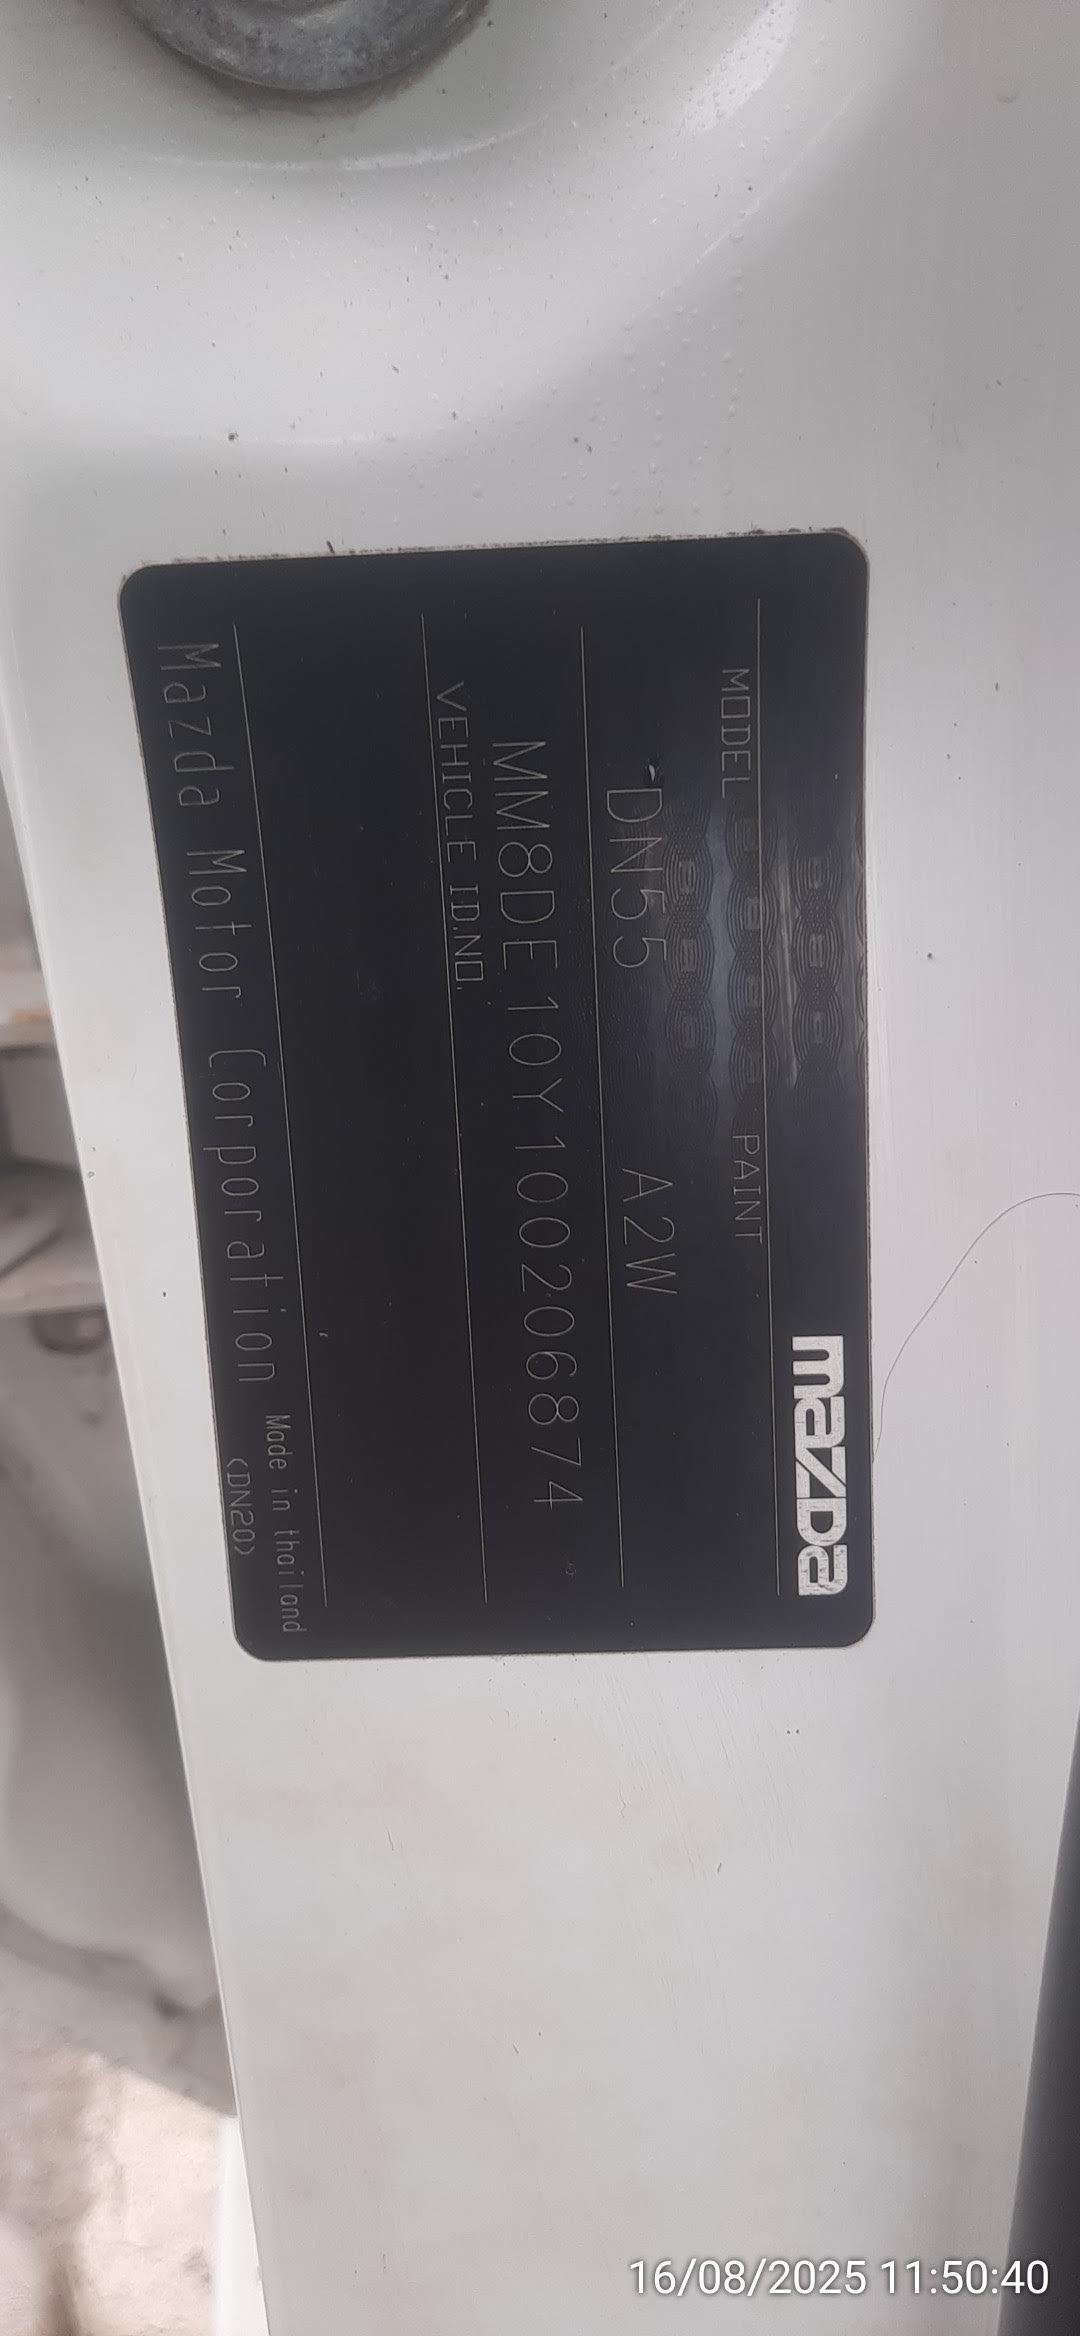 mazda
MODEL PAINT
DN55 A2W
MM8DE10Y100206874
VEHICLE I.D.NO.
Mazda Motor Corporation Made in thailand
<DN20>
16/08/2025 11:50:40